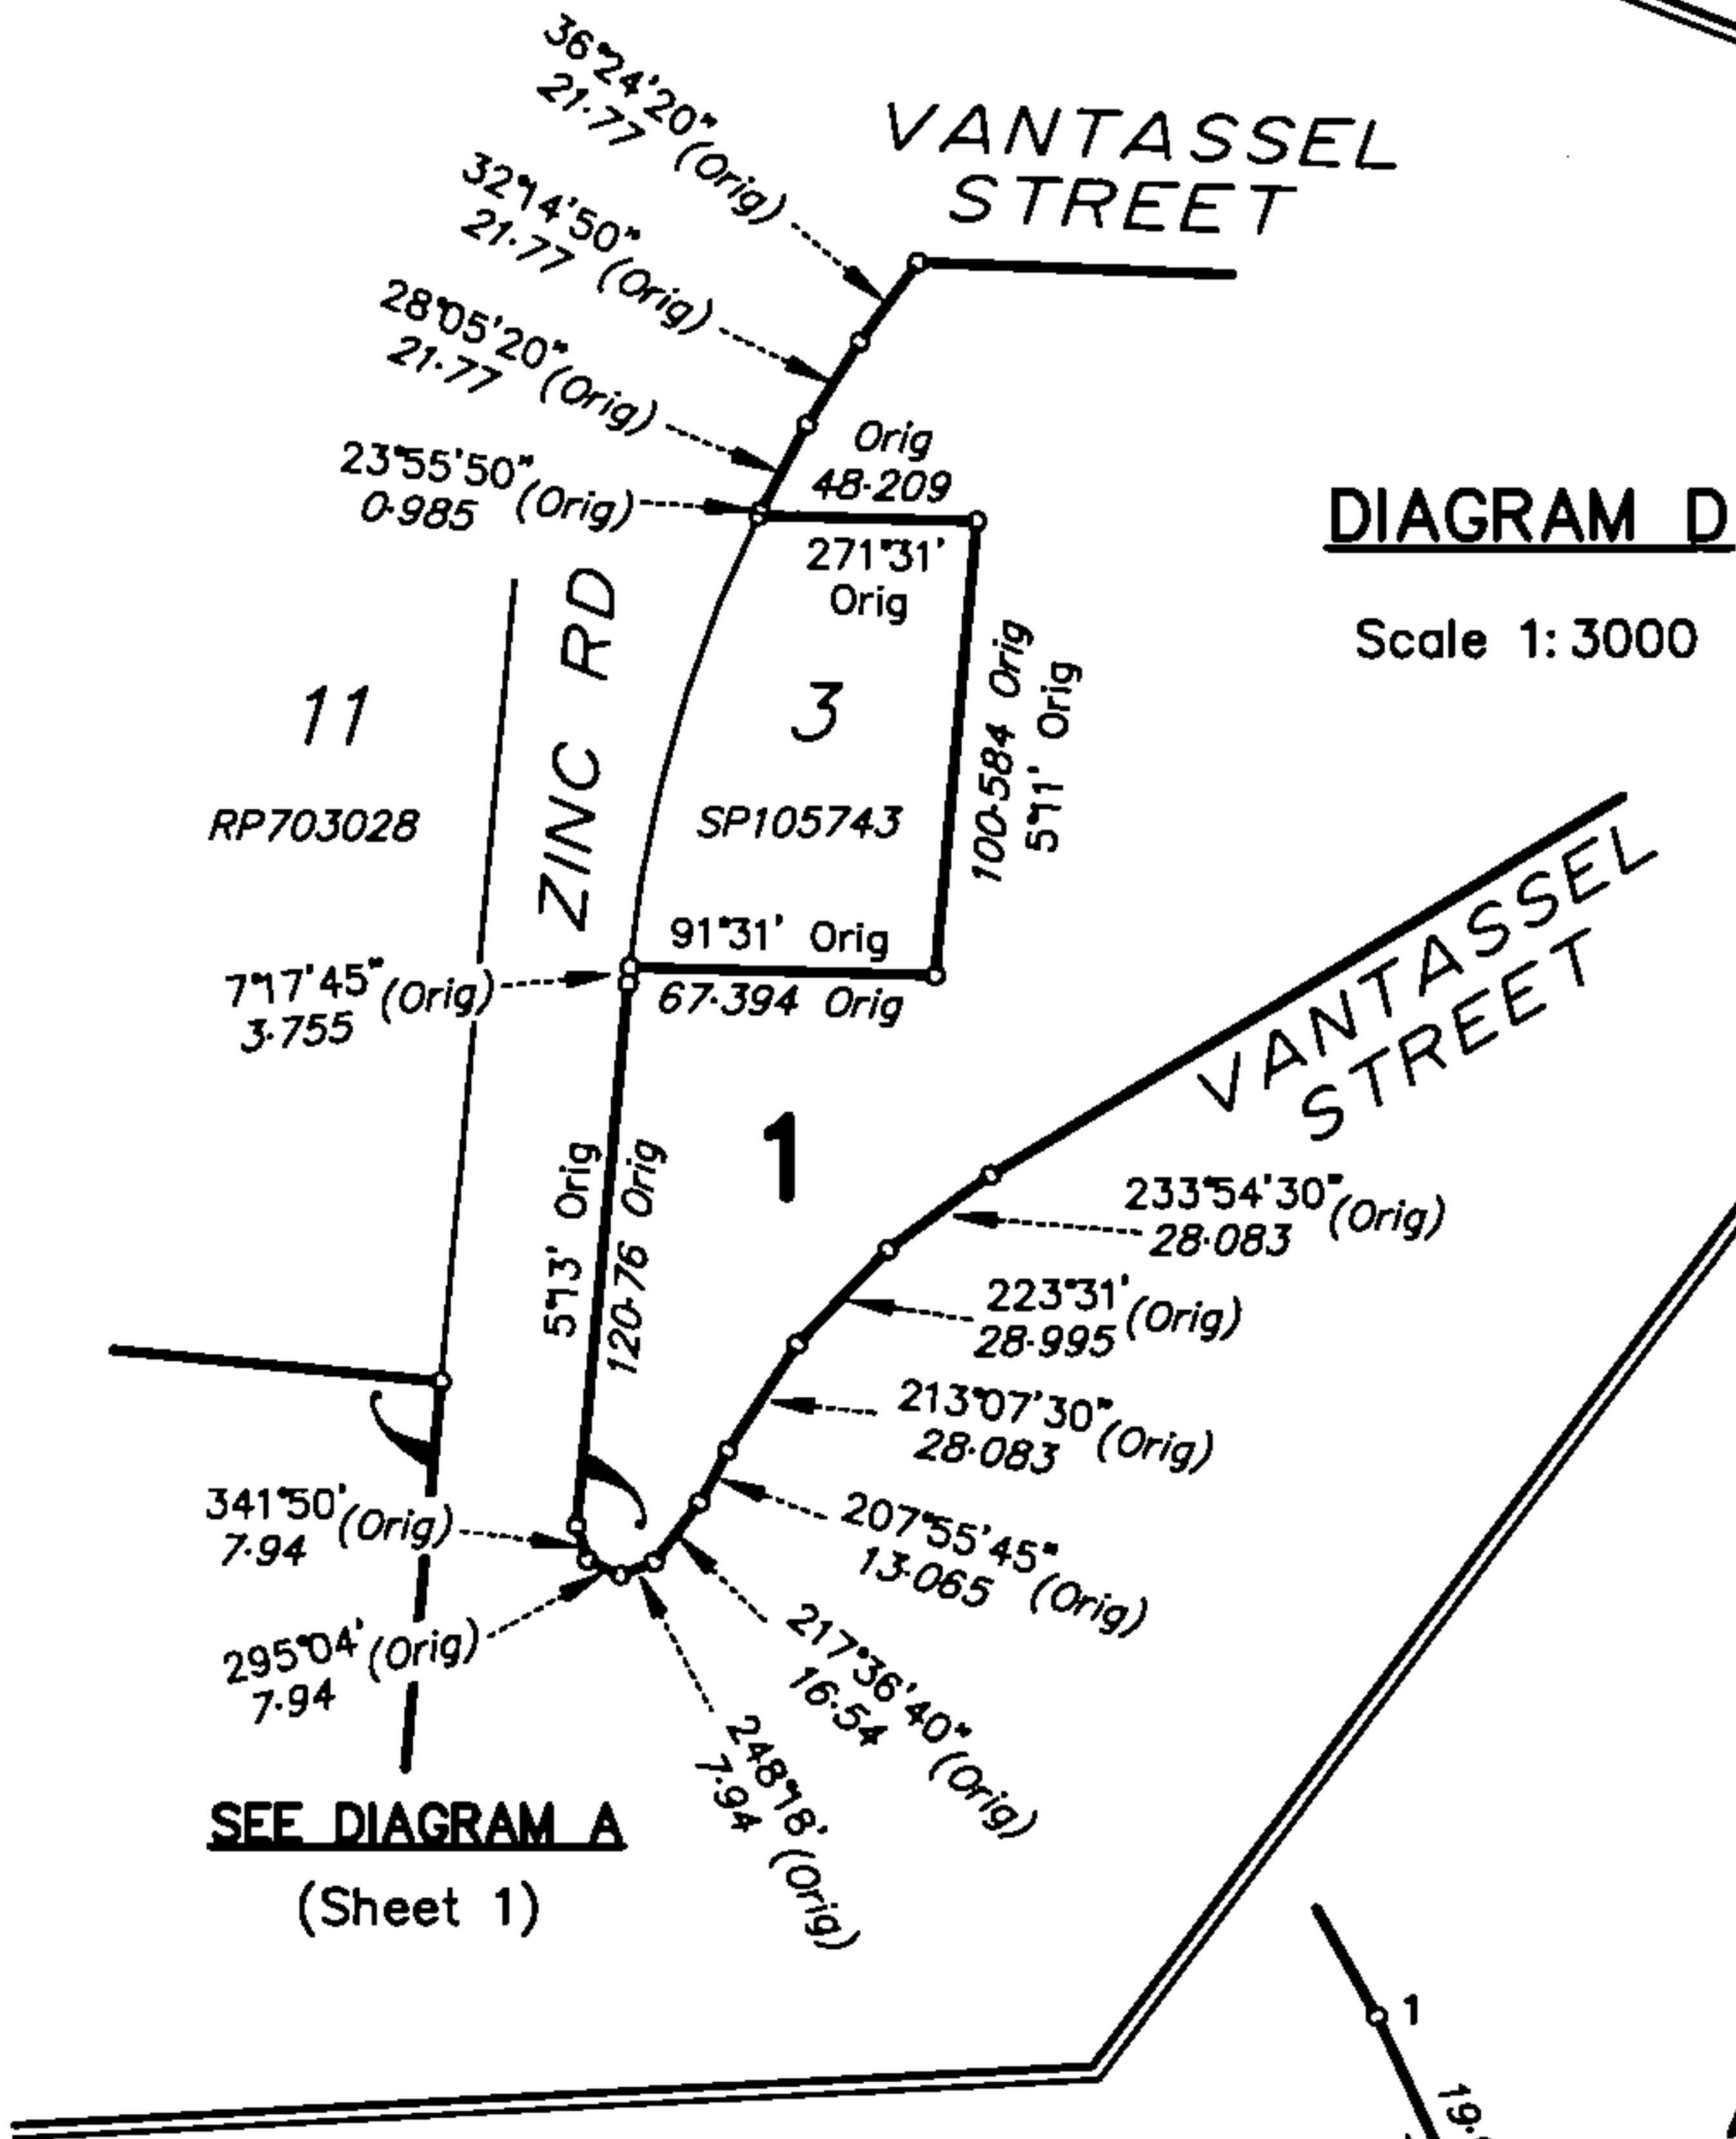 36°24'20"
21·77 (Orig)
VANTASSEL
STREET
32°14'50"
21·77 (Orig)
28°05'20"
21·77 (Orig)
23°55'50"
0·985 (Orig)
Orig
48·209
271°31'
Orig
DIAGRAM D
Scale 1:3000
11
RP703028
ZINC RD
3
SP105743
100·584 Orig
5°11' Orig
91°31' Orig
67·394 Orig
7°17'45"
3·755 (Orig)
VANTASSEL
STREET
1
5°13' Orig
120·76 Orig
233°54'30"
28·083 (Orig)
223°31'
28·995 (Orig)
213°07'30"
28·083 (Orig)
207°55'45"
13·065 (Orig)
217°36'40"
16·54 (Orig)
248°18'
7·94 (Orig)
341°50'
7·94 (Orig)
295°04'
7·94 (Orig)
SEE DIAGRAM A
(Sheet 1)
1